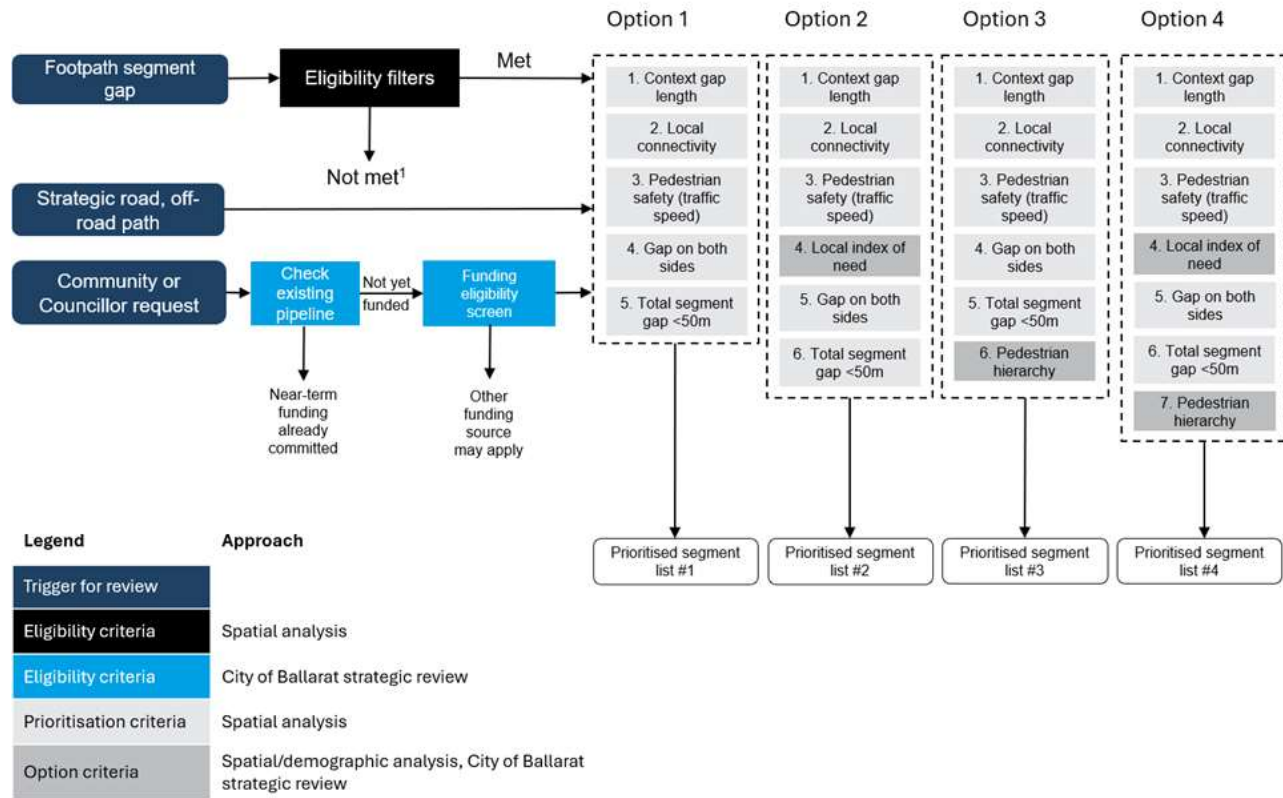 Option 1
Option 2
Option 3
Option 4
Footpath segment
gap
Eligibility filters
Met
Not met¹
Strategic road, off-
road path
Community or
Councillor request
Check
existing
pipeline
Not yet
funded
Funding
eligibility
screen
Near-term
funding
already
committed
Other
funding
source
may apply
1. Context gap
length
2. Local
connectivity
3. Pedestrian
safety (traffic
speed)
4. Gap on both
sides
5. Total segment
gap <50m
1. Context gap
length
2. Local
connectivity
3. Pedestrian
safety (traffic
speed)
4. Local index of
need
5. Gap on both
sides
6. Total segment
gap <50m
1. Context gap
length
2. Local
connectivity
3. Pedestrian
safety (traffic
speed)
4. Gap on both
sides
5. Total segment
gap <50m
6. Pedestrian
hierarchy
1. Context gap
length
2. Local
connectivity
3. Pedestrian
safety (traffic
speed)
4. Local index of
need
5. Gap on both
sides
6. Total segment
gap <50m
7. Pedestrian
hierarchy
Prioritised segment
list #1
Prioritised segment
list #2
Prioritised segment
list #3
Prioritised segment
list #4
Legend
Approach
Trigger for review
Eligibility criteria
Spatial analysis
Eligibility criteria
City of Ballarat strategic review
Prioritisation criteria
Spatial analysis
Option criteria
Spatial/demographic analysis, City of Ballarat
strategic review